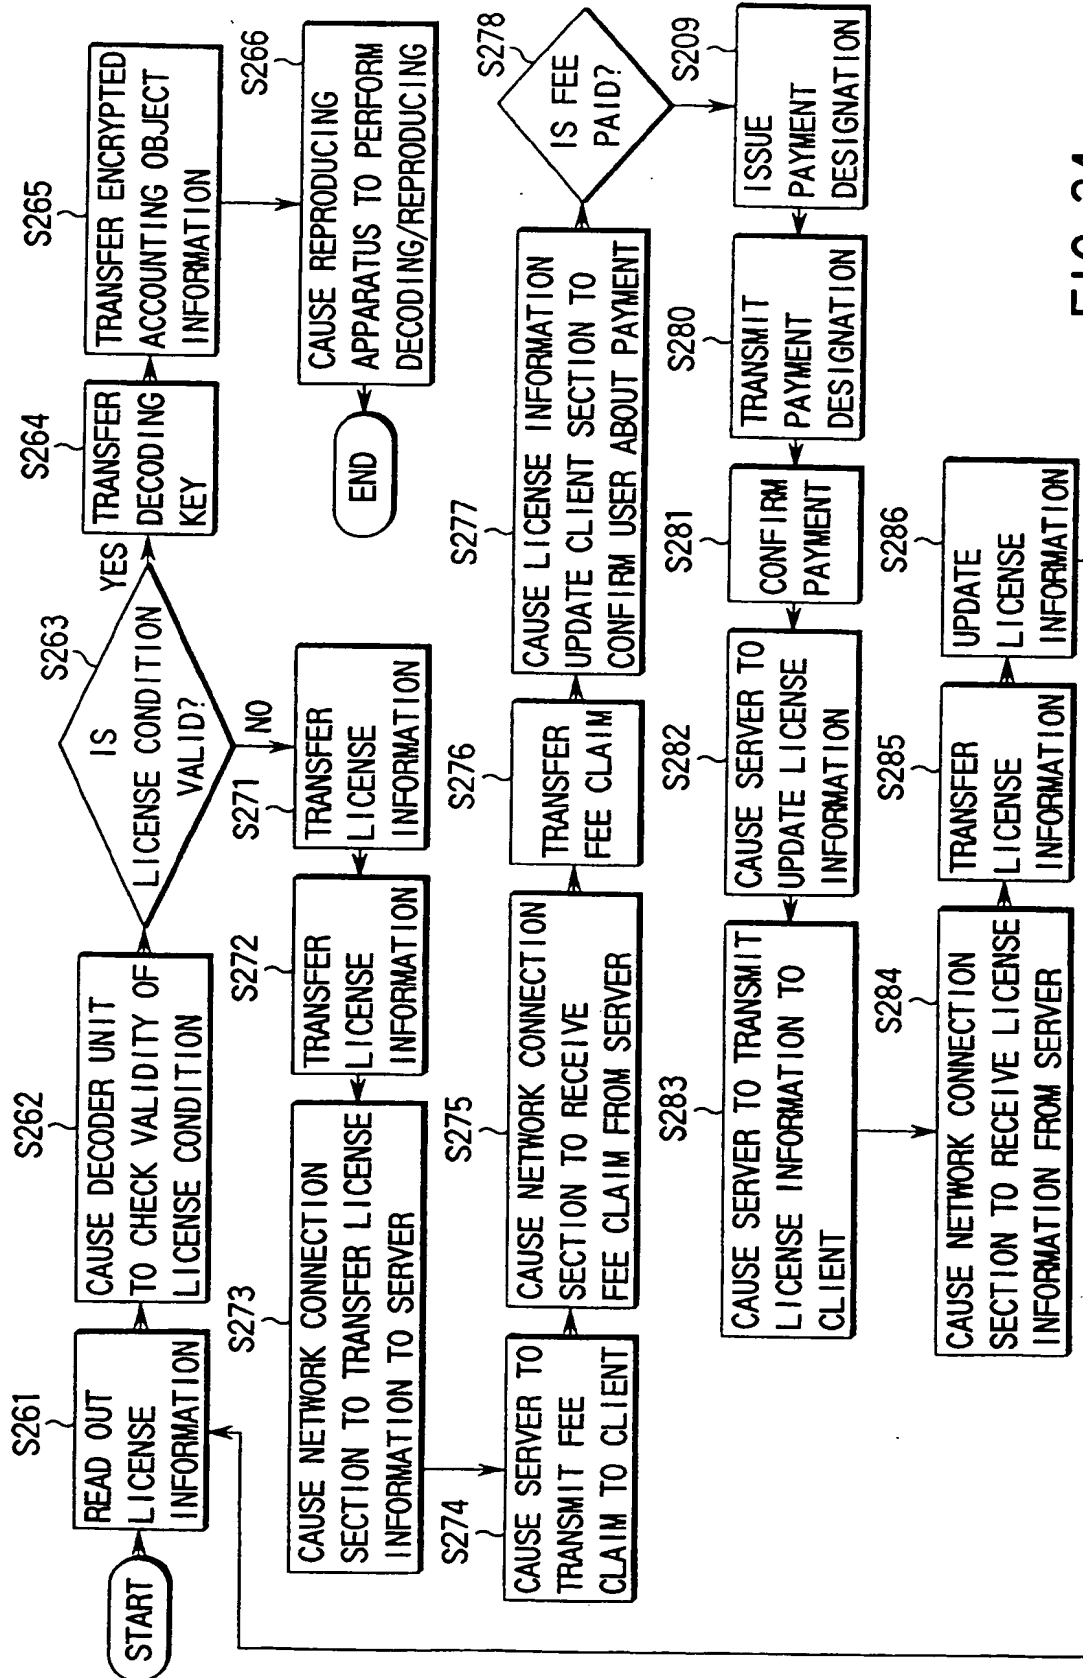 START
S261
READ OUT
LICENSE
INFORMATION
S262
CAUSE DECODER UNIT
TO CHECK VALIDITY OF
LICENSE CONDITION
S263
IS
LICENSE CONDITION
VALID?
YES
NO
S264
TRANSFER
DECODING
KEY
S265
TRANSFER ENCRYPTED
ACCOUNTING OBJECT
INFORMATION
S266
CAUSE REPRODUCING
APPARATUS TO PERFORM
DECODING/REPRODUCING
END
S271
TRANSFER
LICENSE
INFORMATION
S272
TRANSFER
LICENSE
INFORMATION
S273
CAUSE NETWORK CONNECTION
SECTION TO TRANSFER LICENSE
INFORMATION TO SERVER
S274
CAUSE SERVER TO
TRANSMIT FEE
CLAIM TO CLIENT
S275
CAUSE NETWORK CONNECTION
SECTION TO RECEIVE
FEE CLAIM FROM SERVER
S276
TRANSFER
FEE CLAIM
S277
CAUSE LICENSE INFORMATION
UPDATE CLIENT SECTION TO
CONFIRM USER ABOUT PAYMENT
S278
IS FEE
PAID?
S209
ISSUE
PAYMENT
DESIGNATION
S280
TRANSMIT
PAYMENT
DESIGNATION
S281
CONFIRM
PAYMENT
S282
CAUSE SERVER TO
UPDATE LICENSE
INFORMATION
S283
CAUSE SERVER TO TRANSMIT
LICENSE INFORMATION TO
CLIENT
S284
CAUSE NETWORK CONNECTION
SECTION TO RECEIVE LICENSE
INFORMATION FROM SERVER
S285
TRANSFER
LICENSE
INFORMATION
S286
UPDATE
LICENSE
INFORMATION